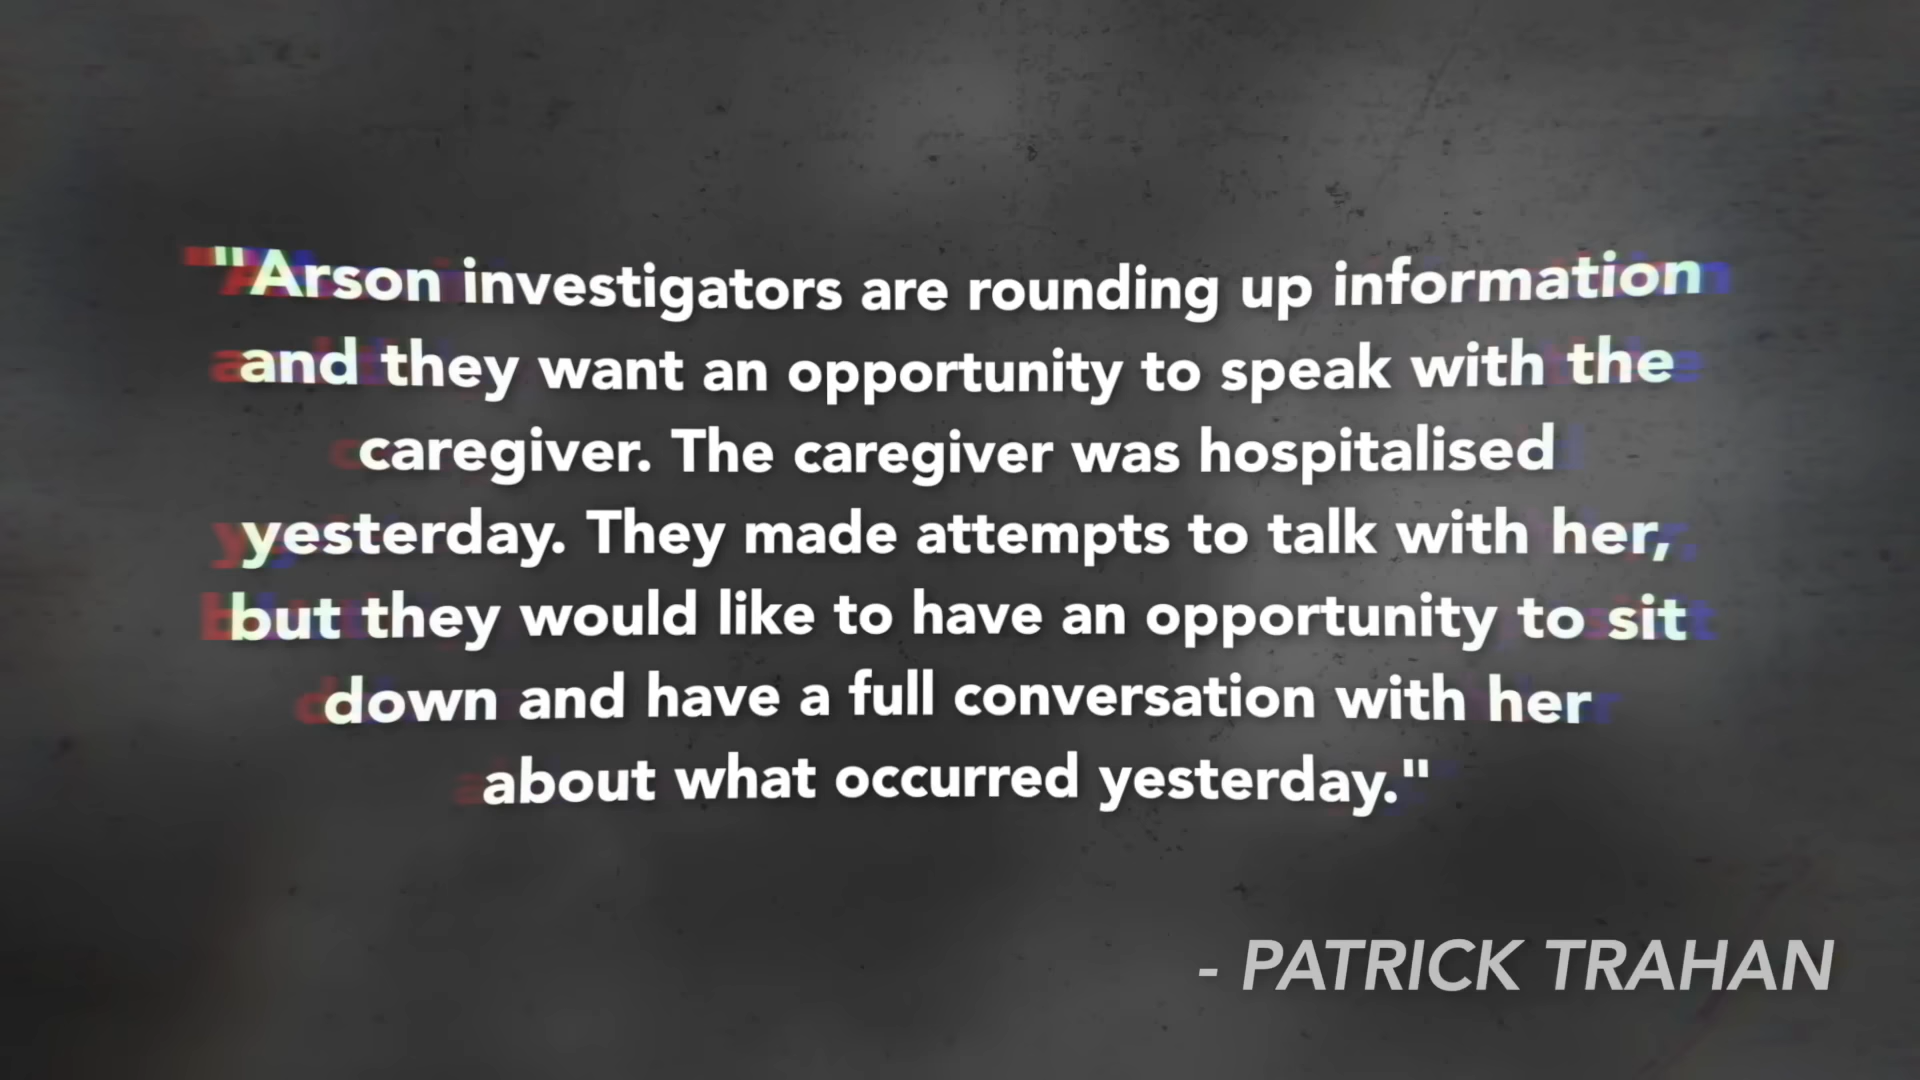 "Arson investigators are rounding up information
and they want an opportunity to speak with the
caregiver. The caregiver was hospitalised
yesterday. They made attempts to talk with her,
but they would like to have an opportunity to sit
down and have a full conversation with her
about what occurred yesterday."
- PATRICK TRAHAN